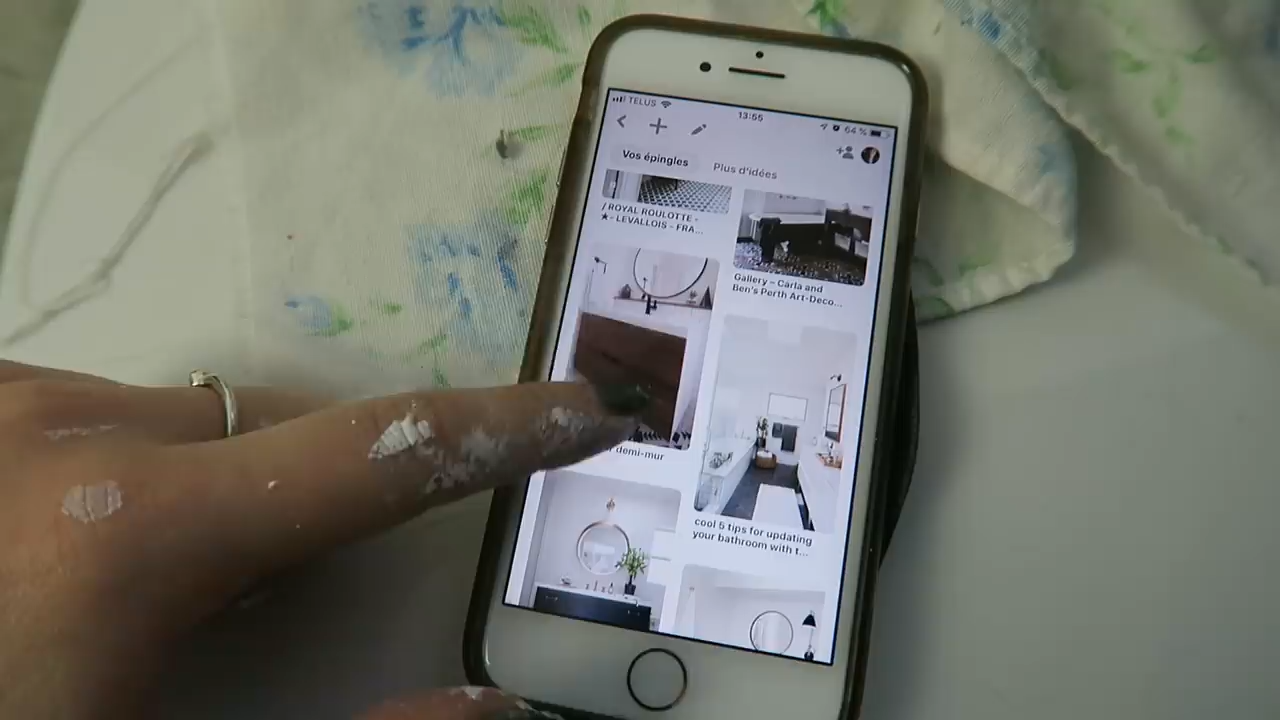 TELUS
13:55
64 %
Vos épingles
Plus d'idées
/ ROYAL ROULOTTE -
★- LEVALLOIS - FRA...
Gallery – Carla and
Ben's Perth Art-Deco...
demi-mur
cool 5 tips for updating
your bathroom with t...